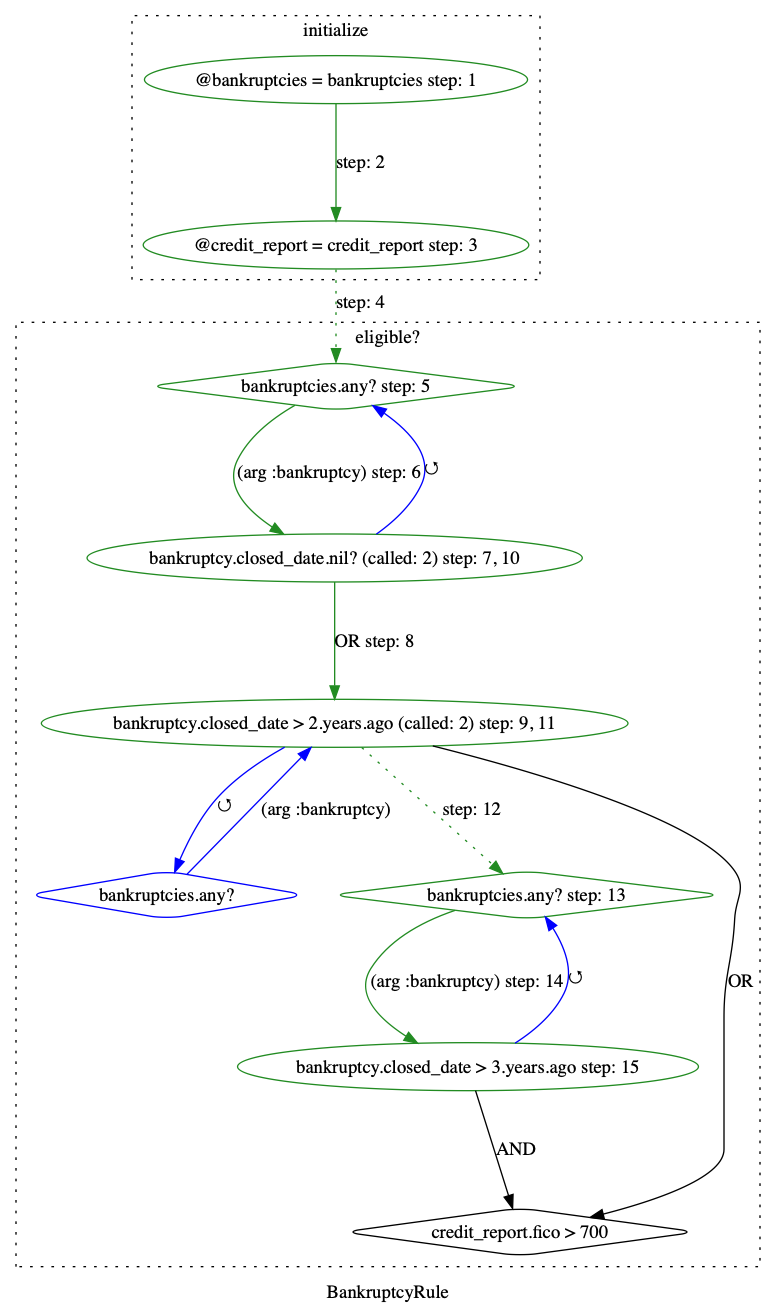 initialize
@bankruptcies = bankruptcies step: 1
step: 2
@credit_report = credit_report step: 3
step: 4
eligible?
bankruptcies.any? step: 5
(arg :bankruptcy) step: 6
↺
bankruptcy.closed_date.nil? (called: 2) step: 7, 10
OR step: 8
bankruptcy.closed_date > 2.years.ago (called: 2) step: 9, 11
↺
(arg :bankruptcy)
step: 12
bankruptcies.any?
bankruptcies.any? step: 13
(arg :bankruptcy) step: 14
↺
OR
bankruptcy.closed_date > 3.years.ago step: 15
AND
credit_report.fico > 700
BankruptcyRule